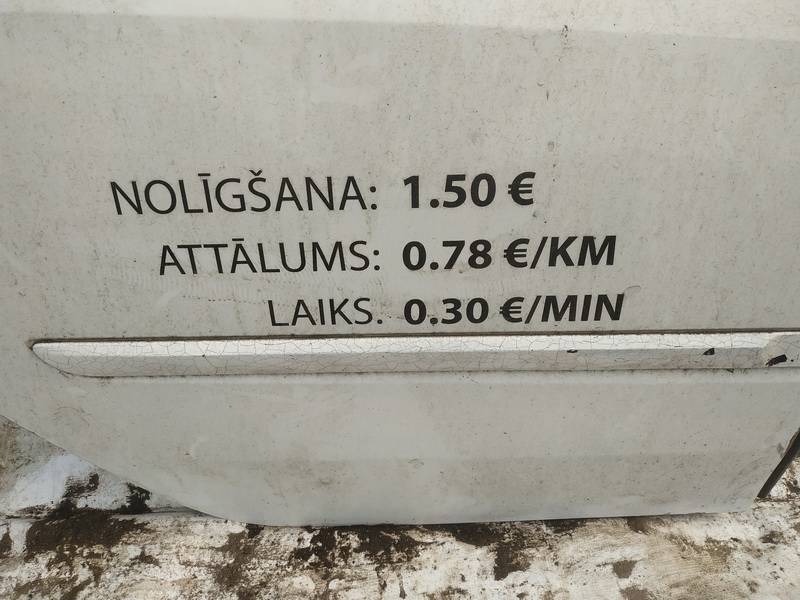 NOLĪGŠANA: 1.50 €
ATTĀLUMS: 0.78 €/KM
LAIKS. 0.30 €/MIN